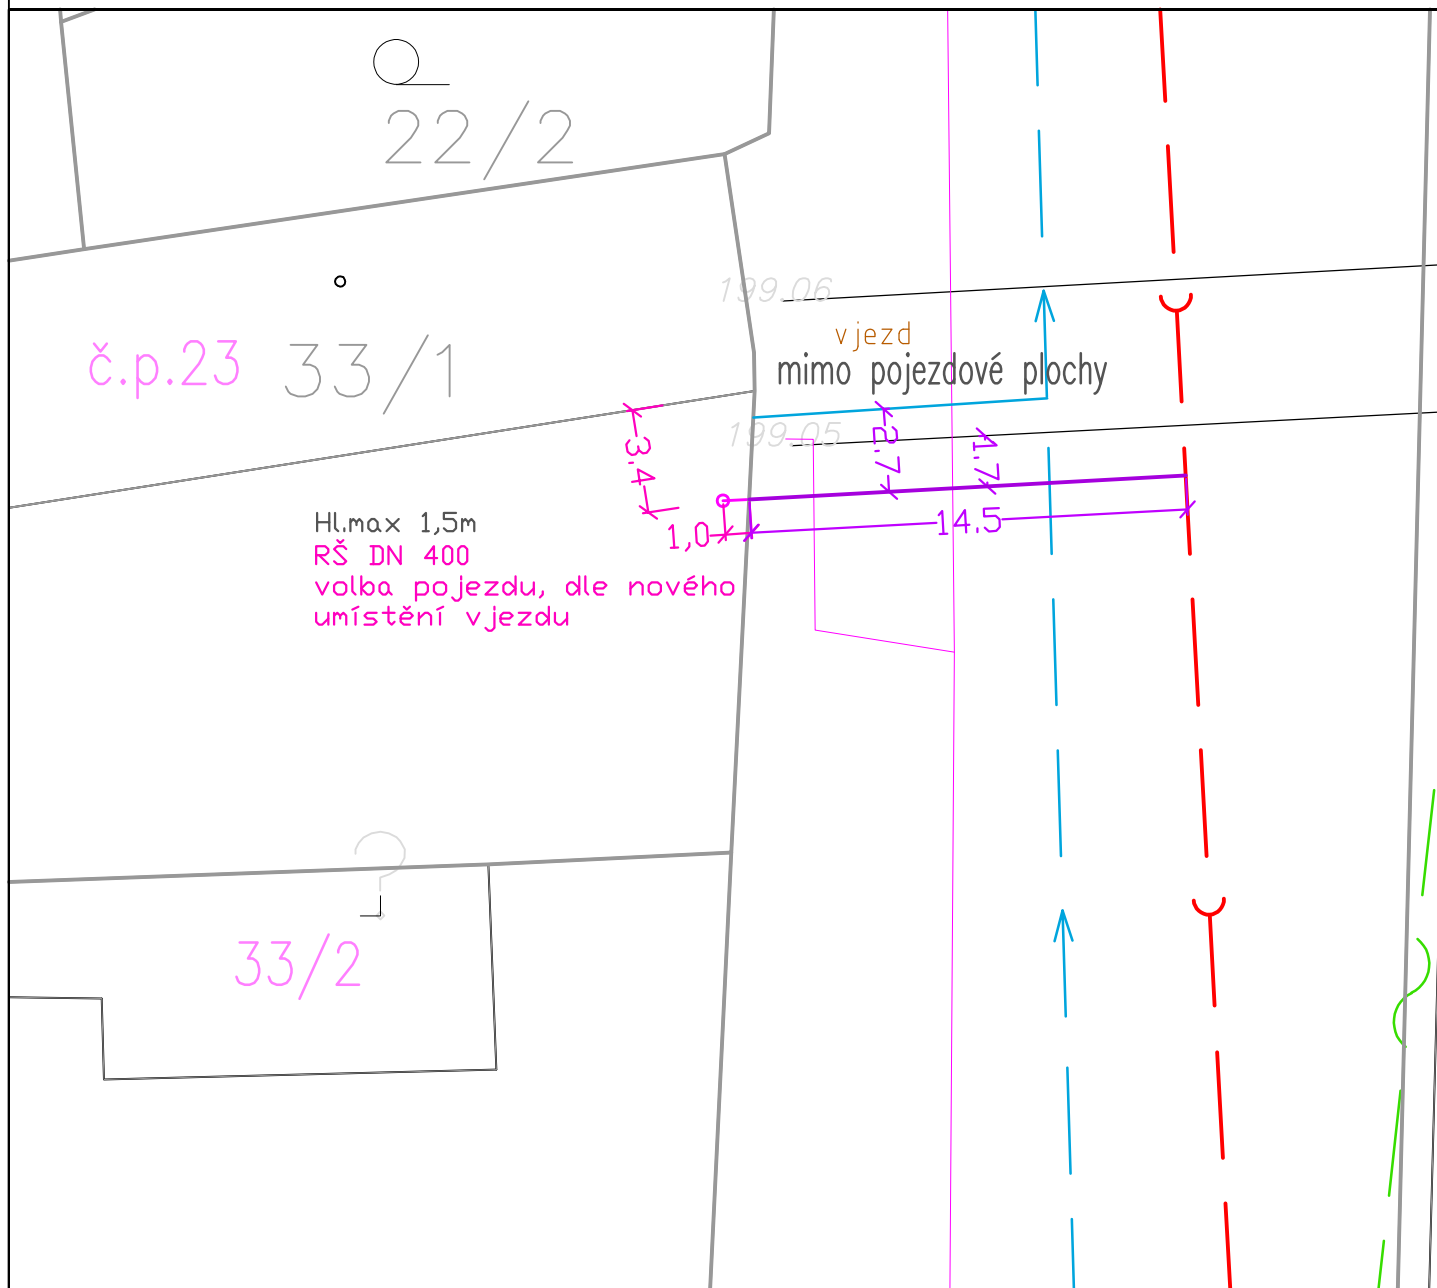 22/2
199.06
vjezd
č.p.23
33/1
mimo pojezdové plochy
199.05
3.4
2.7
1.7
Hl.max 1,5m
1,0
14.5
RŠ DN 400
volba pojezdu, dle nového
umístění vjezdu
33/2